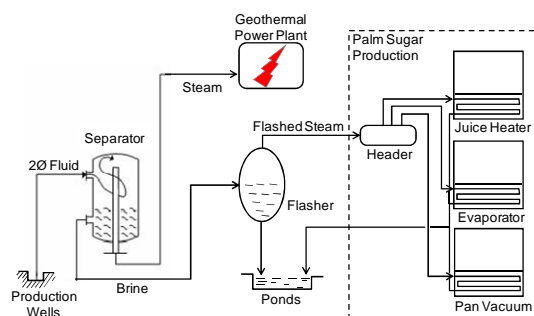 Geothermal
Power Plant
Palm Sugar
Production
Steam
Separator
Flashed Steam
Juice Heater
Header
2Ø Fluid
Flasher
Evaporator
Brine
Ponds
Production
Wells
Pan Vacuum